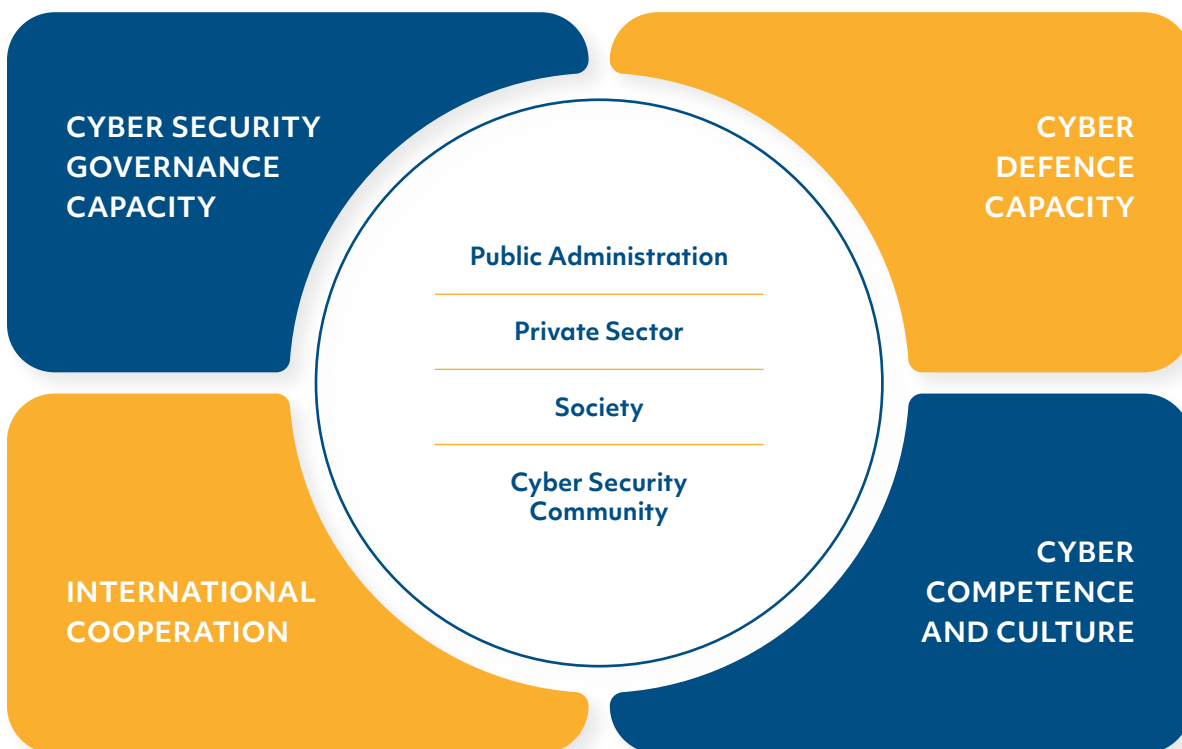 CYBER SECURITY
GOVERNANCE
CAPACITY
CYBER
DEFENCE
CAPACITY
Public Administration
Private Sector
Society
Cyber Security
Community
INTERNATIONAL
COOPERATION
CYBER
COMPETENCE
AND CULTURE